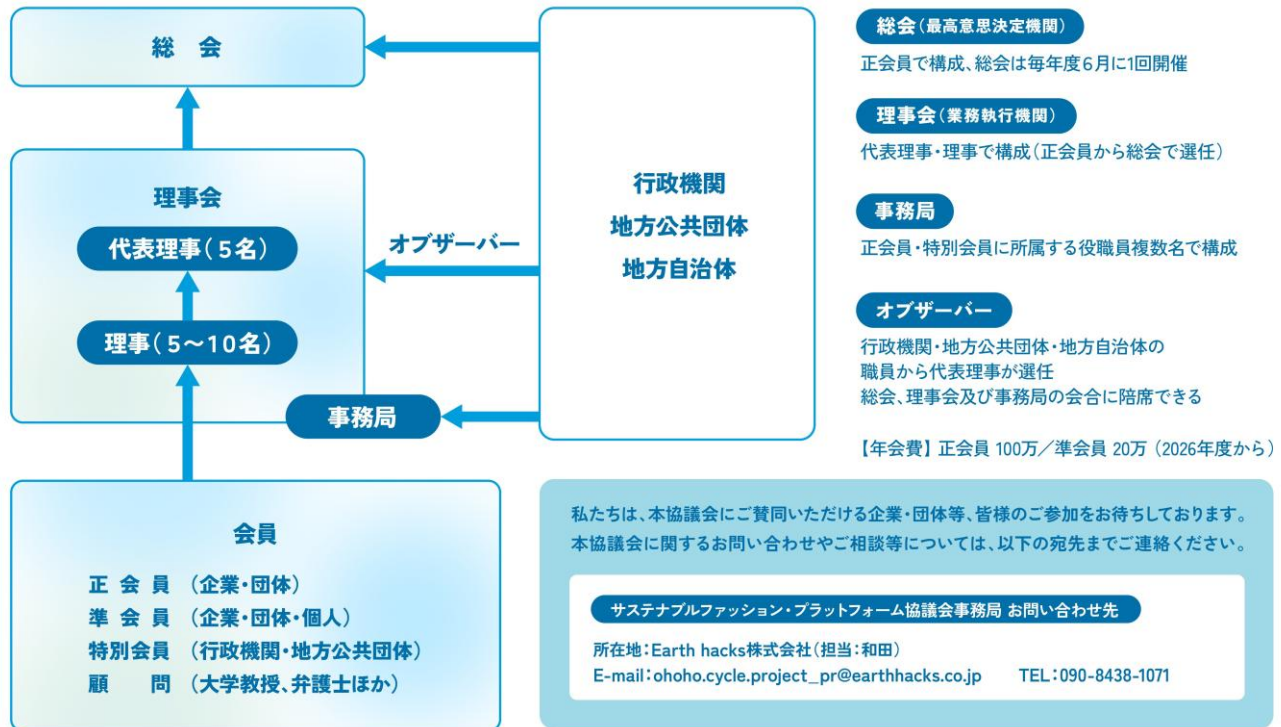 総 会
理事会
代表理事(5名)
理事(5〜10名)
事務局
オブザーバー
行政機関
地方公共団体
地方自治体
会員
正 会 員 (企業・団体)
準 会 員 (企業・団体・個人)
特別会員 (行政機関・地方公共団体)
顧 問 (大学教授、弁護士ほか)
総会(最高意思決定機関)
正会員で構成、総会は毎年度6月に1回開催
理事会(業務執行機関)
代表理事・理事で構成(正会員から総会で選任)
事務局
正会員・特別会員に所属する役職員複数名で構成
オブザーバー
行政機関・地方公共団体・地方自治体の
職員から代表理事が選任
総会、理事会及び事務局の会合に陪席できる
【年会費】正会員 100万/準会員 20万(2026年度から)
私たちは、本協議会にご賛同いただける企業・団体等、皆様のご参加をお待ちしております。
本協議会に関するお問い合わせやご相談等については、以下の宛先までご連絡ください。
サステナブルファッション・プラットフォーム協議会事務局 お問い合わせ先
所在地:Earth hacks株式会社(担当:和田)
E-mail:ohoho.cycle.project_pr@earthhacks.co.jp TEL:090-8438-1071